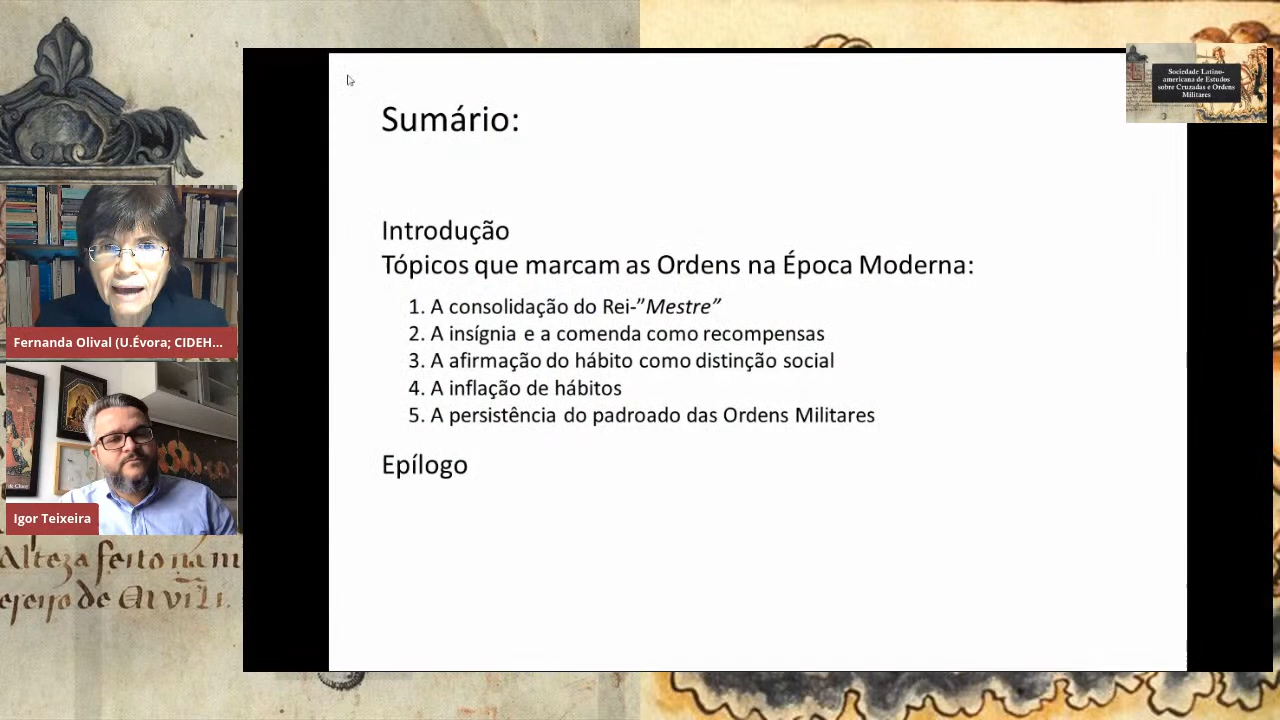 Sumário:
Introdução
Tópicos que marcam as Ordens na Época Moderna:
1. A consolidação do Rei-”Mestre”
2. A insígnia e a comenda como recompensas
3. A afirmação do hábito como distinção social
4. A inflação de hábitos
5. A persistência do padroado das Ordens Militares
Epílogo
Sociedade Latino-
americana de Estudos
sobre Cruzadas e Ordens
Militares
Fernanda Olival (U.Évora; CIDEH...
Igor Teixeira
Alteza feito